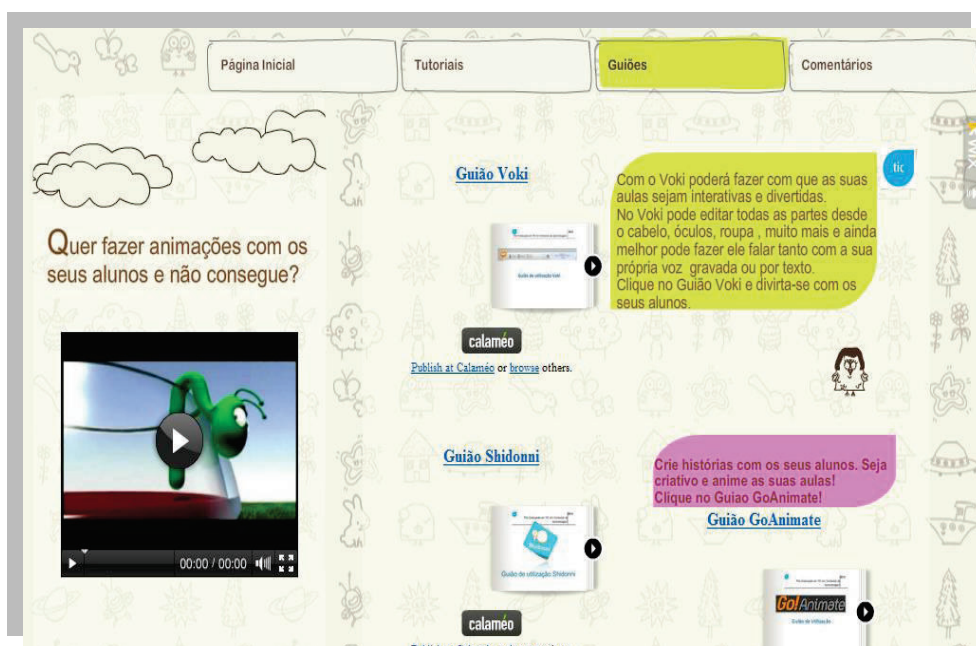 Página Inicial
Tutoriais
Guiões
Comentários
Quer fazer animações com os
seus alunos e não consegue?
00:00 / 00:00
Guião Voki
Guião de utilização Voki
calaméo
Publish at Calaméo or browse others.
tic
Com o Voki poderá fazer com que as suas
aulas sejam interativas e divertidas.
No Voki pode editar todas as partes desde
o cabelo, óculos, roupa , muito mais e ainda
melhor pode fazer ele falar tanto com a sua
própria voz gravada ou por texto.
Clique no Guião Voki e divirta-se com os
seus alunos.
Guião Shidonni
Guião de utilização Shidonni
calaméo
Crie histórias com os seus alunos. Seja
criativo e anime as suas aulas!
Clique no Guiao GoAnimate!
Guião GoAnimate
Go!Animate
Guião de Utilização